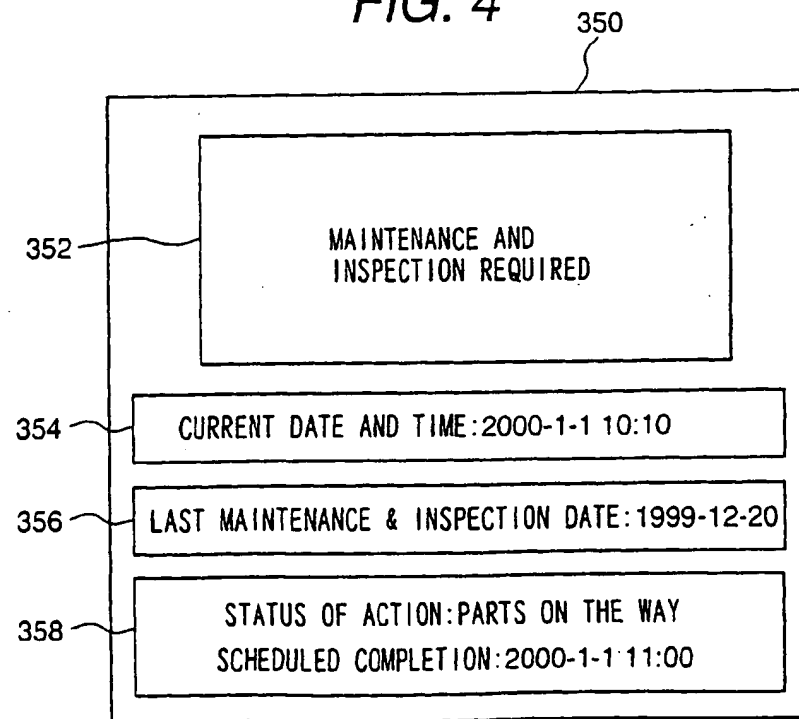 FIG. 4
350
352
MAINTENANCE AND
INSPECTION REQUIRED
354
CURRENT DATE AND TIME:2000-1-1 10:10
356
LAST MAINTENANCE & INSPECTION DATE:1999-12-20
358
STATUS OF ACTION:PARTS ON THE WAY
SCHEDULED COMPLETION:2000-1-1 11:00